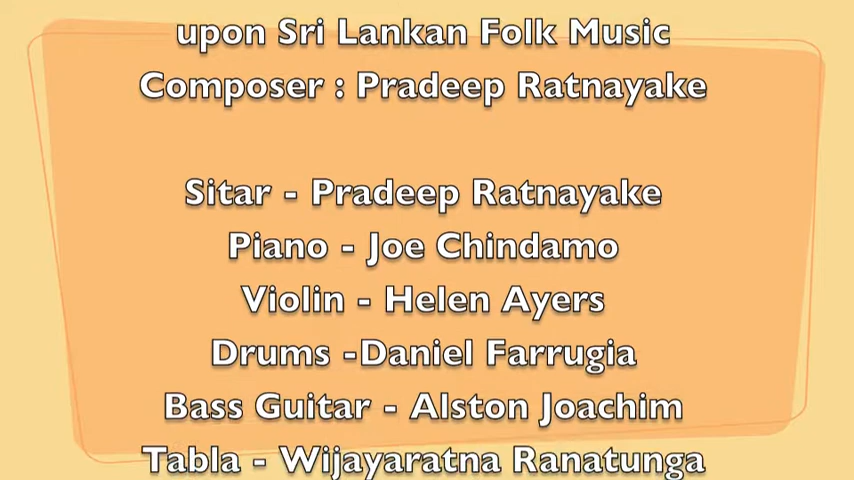 upon Sri Lankan Folk Music
Composer : Pradeep Ratnayake
Sitar - Pradeep Ratnayake
Piano - Joe Chindamo
Violin - Helen Ayers
Drums -Daniel Farrugia
Bass Guitar - Alston Joachim
Tabla - Wijayaratna Ranatunga